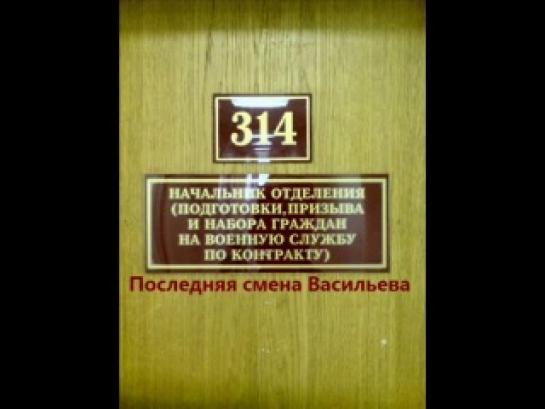 314
НАЧАЛЬНИК ОТДЕЛЕНИЯ
(ПОДГОТОВКИ, ПРИЗЫВА
И НАБОРА ГРАЖДАН
НА ВОЕННУЮ СЛУЖБУ
ПО КОНТРАКТУ)
Последняя смена Васильева